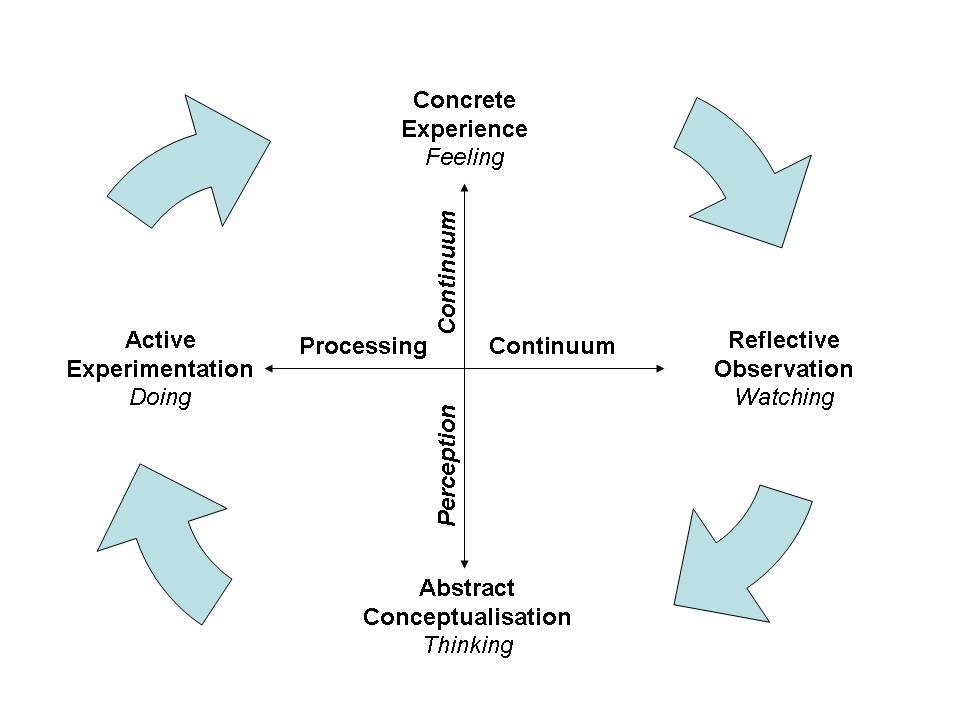 Concrete
Experience
Feeling
Perception Continuum
Active
Experimentation
Doing
Processing Continuum
Reflective
Observation
Watching
Abstract
Conceptualisation
Thinking